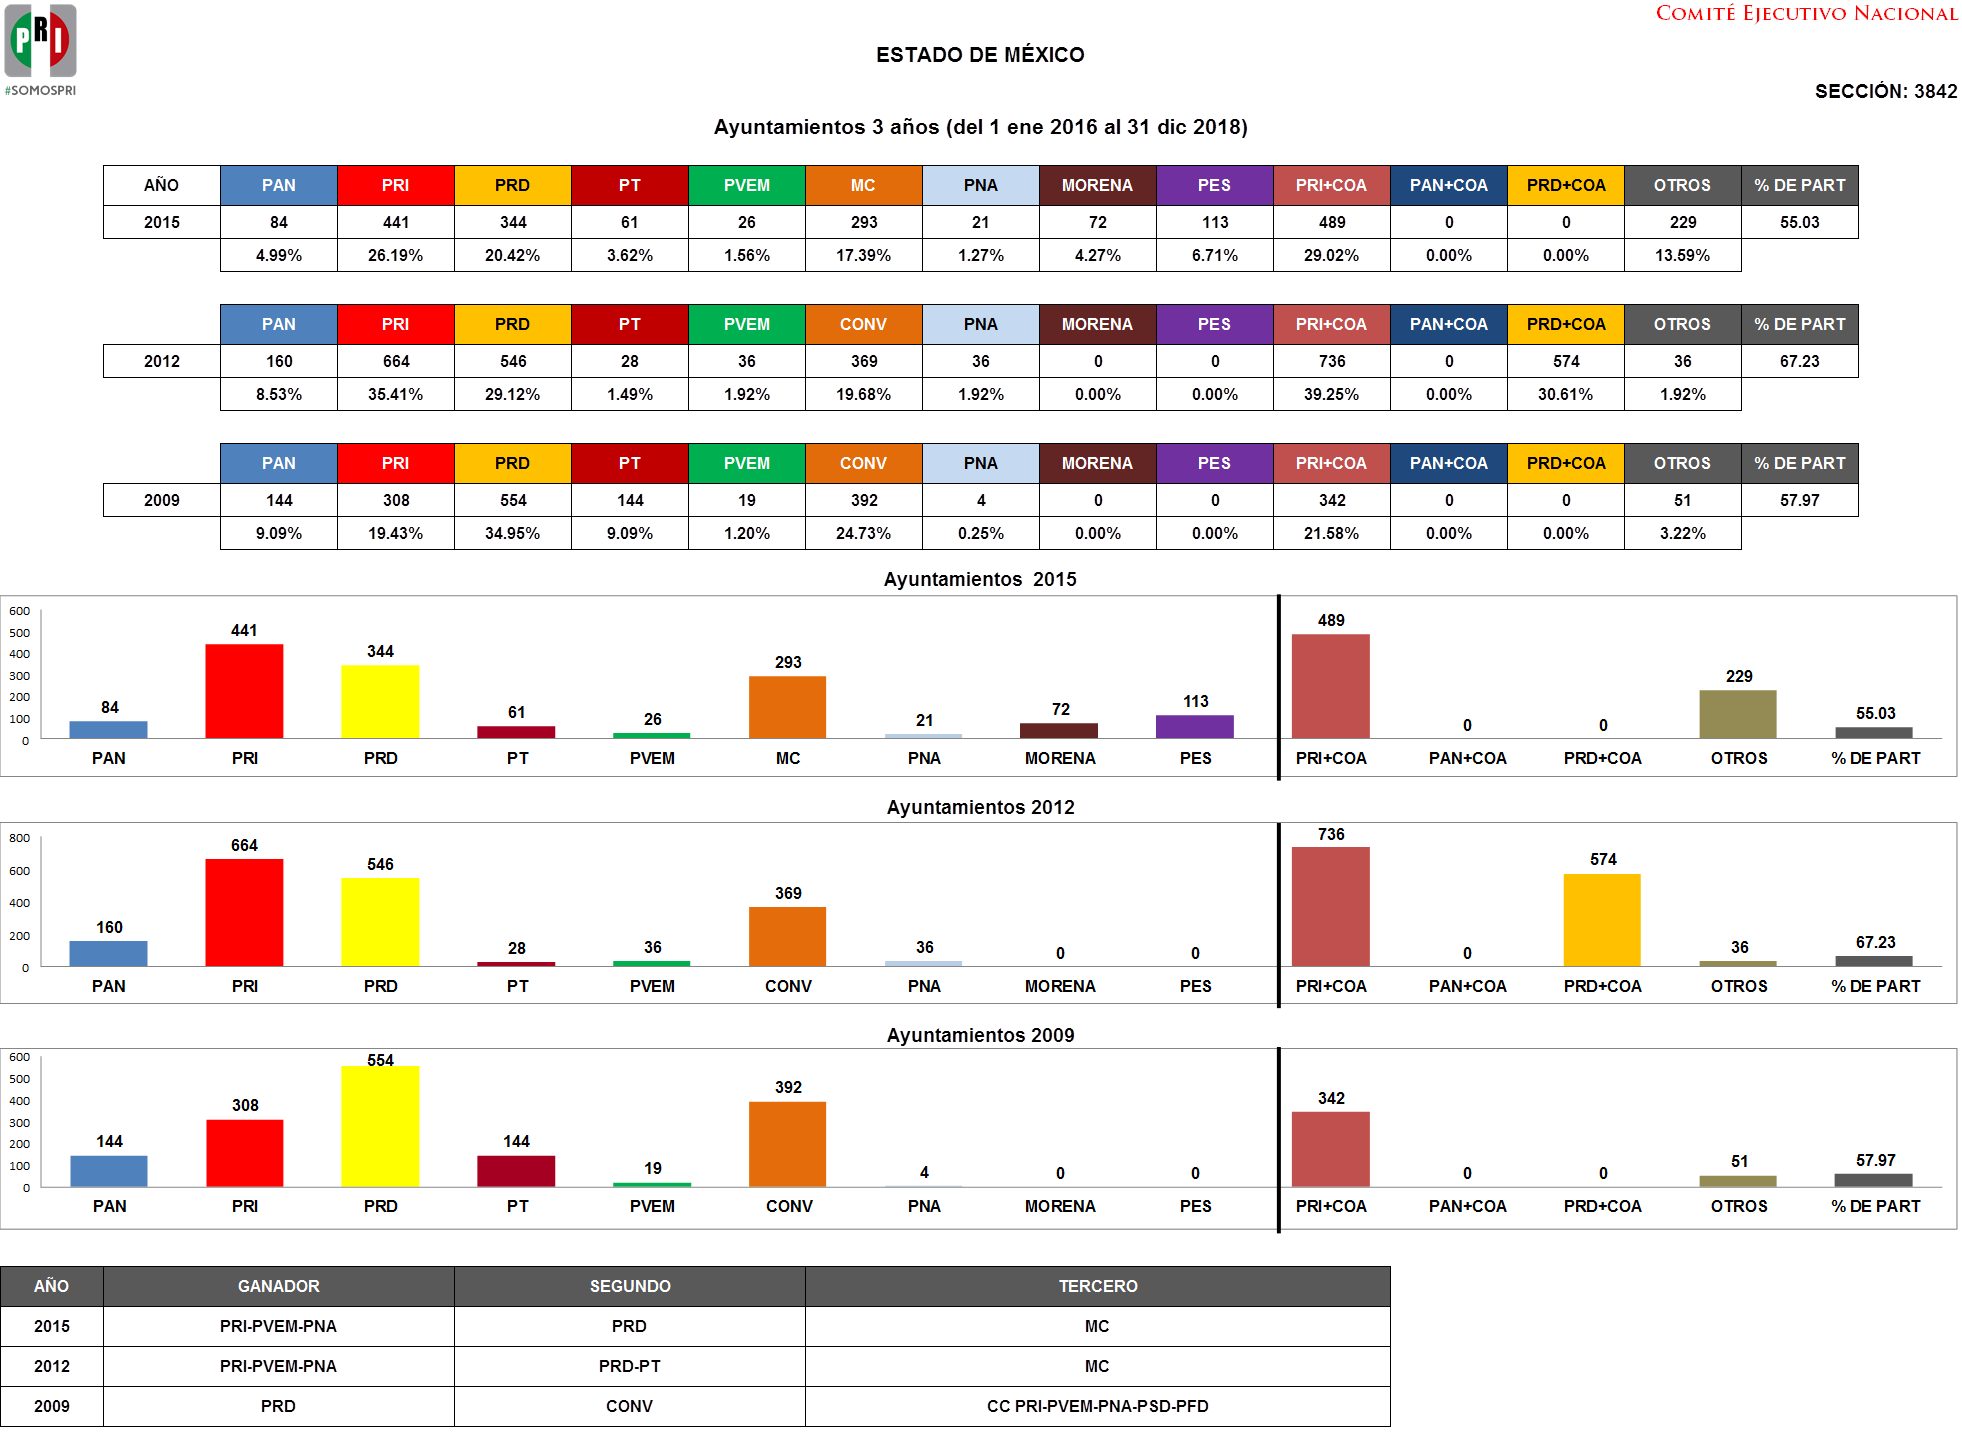 PRI
#SOMOSPRI
COMITÉ EJECUTIVO NACIONAL
ESTADO DE MÉXICO
SECCIÓN: 3842
Ayuntamientos 3 años (del 1 ene 2016 al 31 dic 2018)
AÑO PAN PRI PRD PT PVEM MC PNA MORENA PES PRI+COA PAN+COA PRD+COA OTROS % DE PART
2015 84 441 344 61 26 293 21 72 113 489 0 0 229 55.03
4.99% 26.19% 20.42% 3.62% 1.56% 17.39% 1.27% 4.27% 6.71% 29.02% 0.00% 0.00% 13.59%
PAN PRI PRD PT PVEM CONV PNA MORENA PES PRI+COA PAN+COA PRD+COA OTROS % DE PART
2012 160 664 546 28 36 369 36 0 0 736 0 574 36 67.23
8.53% 35.41% 29.12% 1.49% 1.92% 19.68% 1.92% 0.00% 0.00% 39.25% 0.00% 30.61% 1.92%
PAN PRI PRD PT PVEM CONV PNA MORENA PES PRI+COA PAN+COA PRD+COA OTROS % DE PART
2009 144 308 554 144 19 392 4 0 0 342 0 0 51 57.97
9.09% 19.43% 34.95% 9.09% 1.20% 24.73% 0.25% 0.00% 0.00% 21.58% 0.00% 0.00% 3.22%
Ayuntamientos 2015
600
500
400
300
200
100
0
84 441 344 61 26 293 21 72 113 489 0 0 229 55.03
PAN PRI PRD PT PVEM MC PNA MORENA PES PRI+COA PAN+COA PRD+COA OTROS % DE PART
Ayuntamientos 2012
800
600
400
200
0
160 664 546 28 36 369 36 0 0 736 0 574 36 67.23
PAN PRI PRD PT PVEM CONV PNA MORENA PES PRI+COA PAN+COA PRD+COA OTROS % DE PART
Ayuntamientos 2009
600
500
400
300
200
100
0
144 308 554 144 19 392 4 0 0 342 0 0 51 57.97
PAN PRI PRD PT PVEM CONV PNA MORENA PES PRI+COA PAN+COA PRD+COA OTROS % DE PART
AÑO GANADOR SEGUNDO TERCERO
2015 PRI-PVEM-PNA PRD MC
2012 PRI-PVEM-PNA PRD-PT MC
2009 PRD CONV CC PRI-PVEM-PNA-PSD-PFD